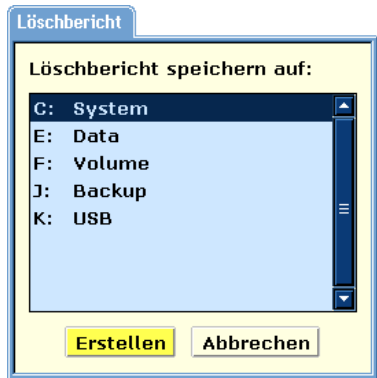 Löschbericht
Löschbericht speichern auf:
C: System
E: Data
F: Volume
J: Backup
K: USB
Erstellen Abbrechen